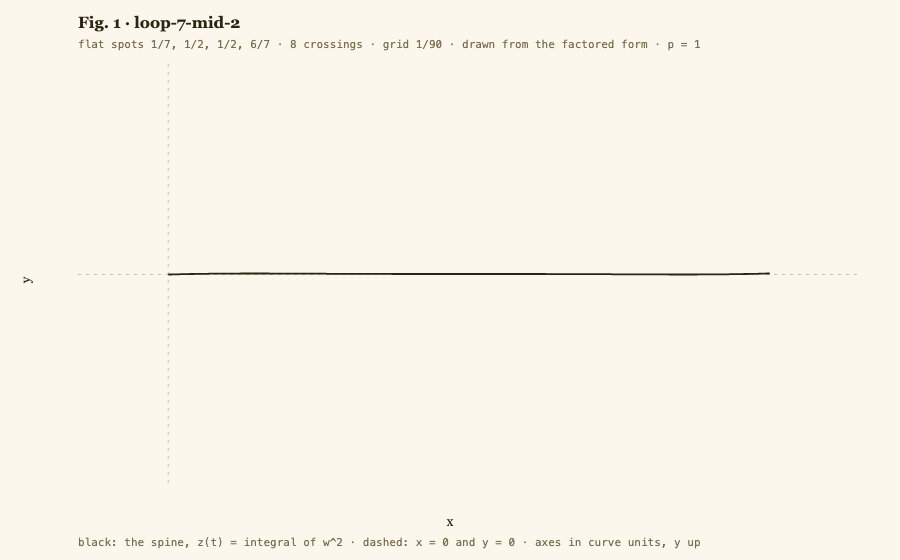 Fig. 1 · loop-7-mid-2
flat spots 1/7, 1/2, 1/2, 6/7 · 8 crossings · grid 1/90 · drawn from the factored form · p = 1
y
x
black: the spine, z(t) = integral of w^2 · dashed: x = 0 and y = 0 · axes in curve units, y up